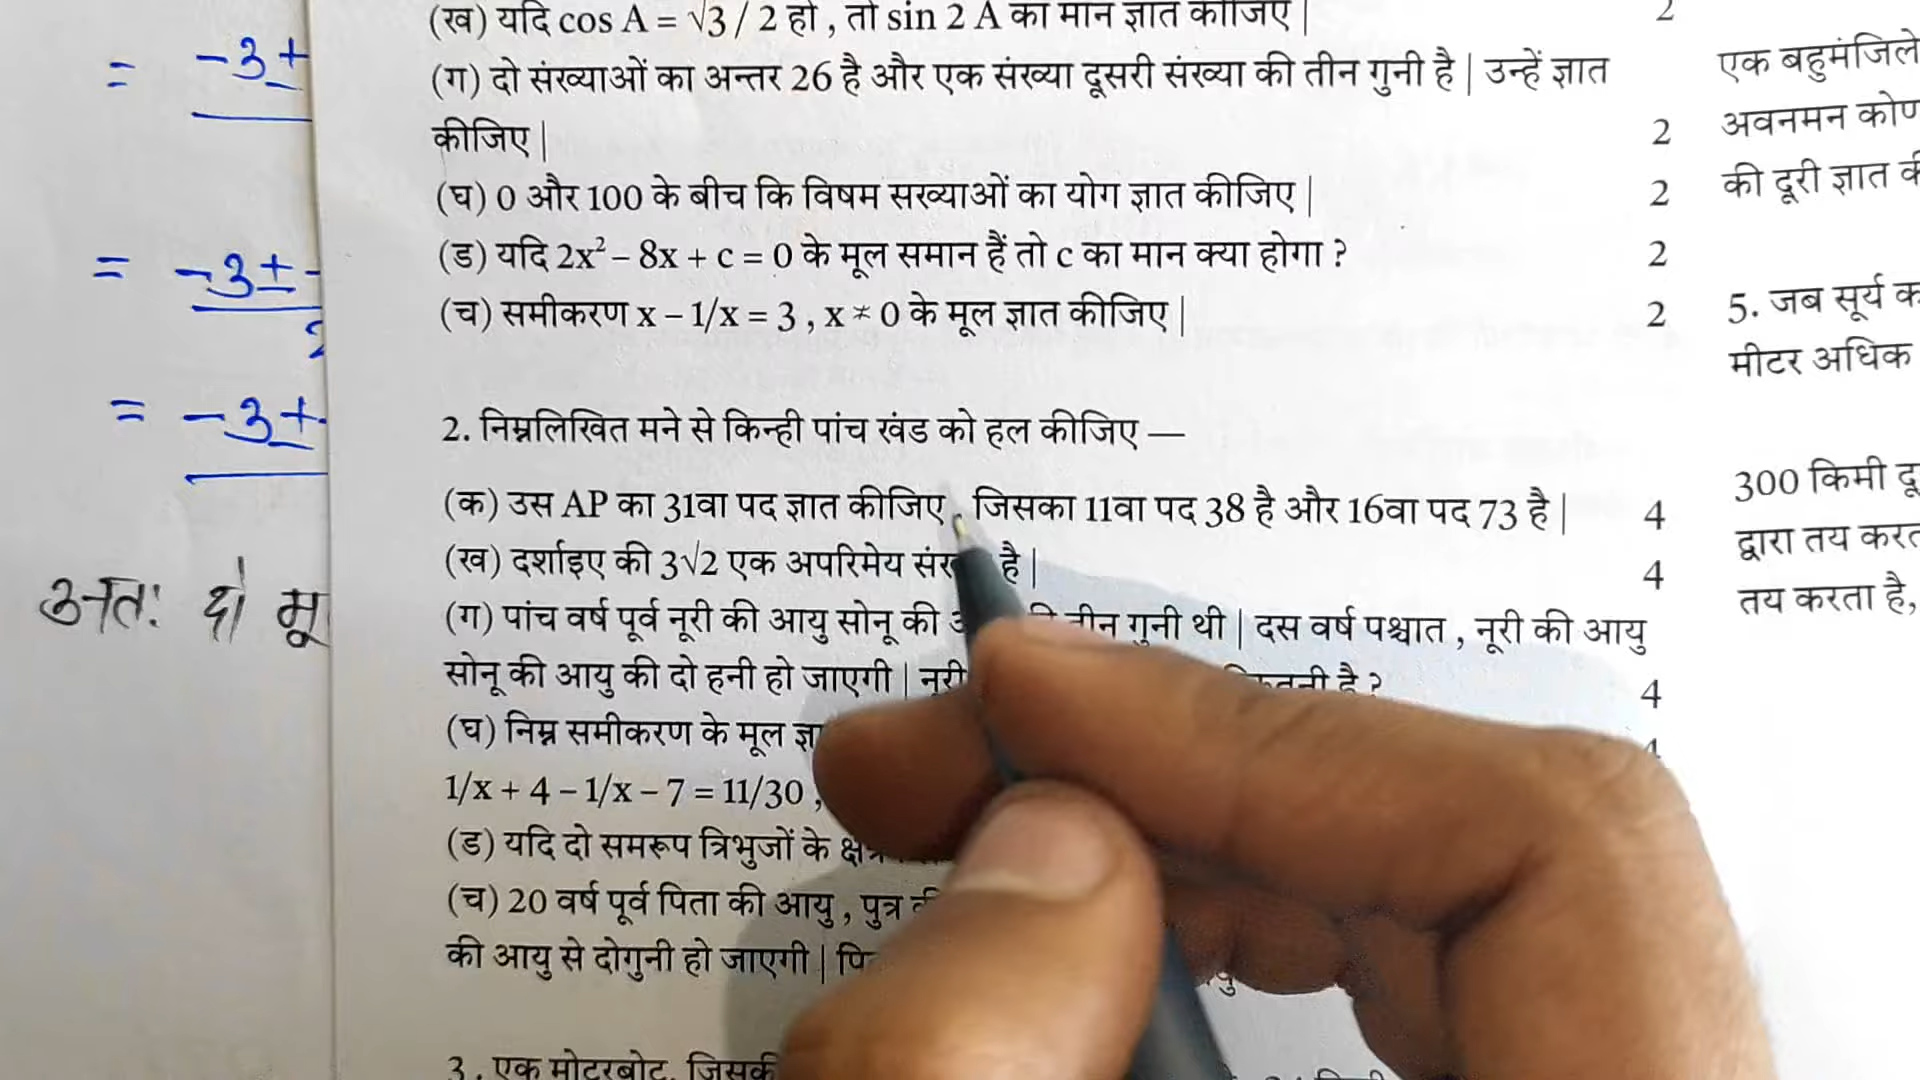 = -3±
= -3± -
2
= -3±
अतः दो मू
(ख) यदि cos A = √3 / 2 हो , तो sin 2 A का मान ज्ञात कीजिए | 2
(ग) दो संख्याओं का अन्तर 26 है और एक संख्या दूसरी संख्या की तीन गुनी है | उन्हें ज्ञात
कीजिए | 2
(घ) 0 और 100 के बीच कि विषम सख्याओं का योग ज्ञात कीजिए | 2
(ड) यदि 2x² – 8x + c = 0 के मूल समान हैं तो c का मान क्या होगा ? 2
(च) समीकरण x – 1/x = 3 , x ≠ 0 के मूल ज्ञात कीजिए | 2
2. निम्नलिखित मने से किन्ही पांच खंड को हल कीजिए —
(क) उस AP का 31वा पद ज्ञात कीजिए , जिसका 11वा पद 38 है और 16वा पद 73 है | 4
(ख) दर्शाइए की 3√2 एक अपरिमेय है | 4
(ग) पांच वर्ष पूर्व नूरी की आयु सोनू की तीन गुनी थी | दस वर्ष पश्चात , नूरी की आयु
सोनू की आयु की दो हनी हो जाएगी | नूरी कितनी है ? 4
(घ) निम्न समीकरण के मूल 4
1/x + 4 – 1/x – 7 = 11/30 ,
(ड) यदि दो समरूप त्रिभुजों के
(च) 20 वर्ष पूर्व पिता की आयु , पुत्र
की आयु से दोगुनी हो जाएगी |
3. एक मोटरबोट, जिसकी
एक बहुमंजिले
अवनमन कोण
की दूरी ज्ञात
5. जब सूर्य
मीटर अधिक
300 किमी
द्वारा तय
तय करता है,